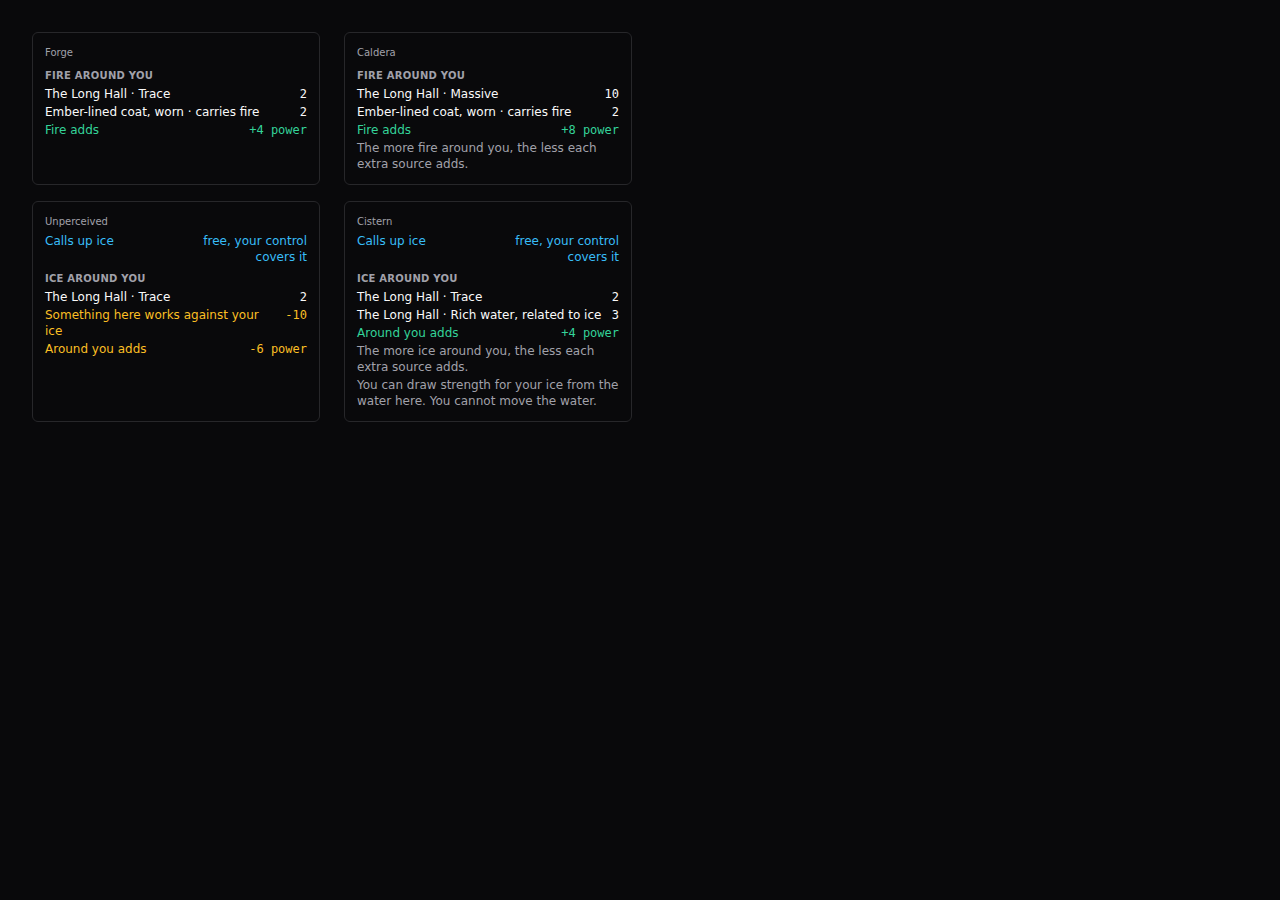 Forge
FIRE AROUND YOU
The Long Hall · Trace 2
Ember-lined coat, worn · carries fire 2
Fire adds +4 power
Caldera
FIRE AROUND YOU
The Long Hall · Massive 10
Ember-lined coat, worn · carries fire 2
Fire adds +8 power
The more fire around you, the less each
extra source adds.
Unperceived
Calls up ice free, your control
covers it
ICE AROUND YOU
The Long Hall · Trace 2
Something here works against your -10
ice
Around you adds -6 power
Cistern
Calls up ice free, your control
covers it
ICE AROUND YOU
The Long Hall · Trace 2
The Long Hall · Rich water, related to ice 3
Around you adds +4 power
The more ice around you, the less each
extra source adds.
You can draw strength for your ice from the
water here. You cannot move the water.